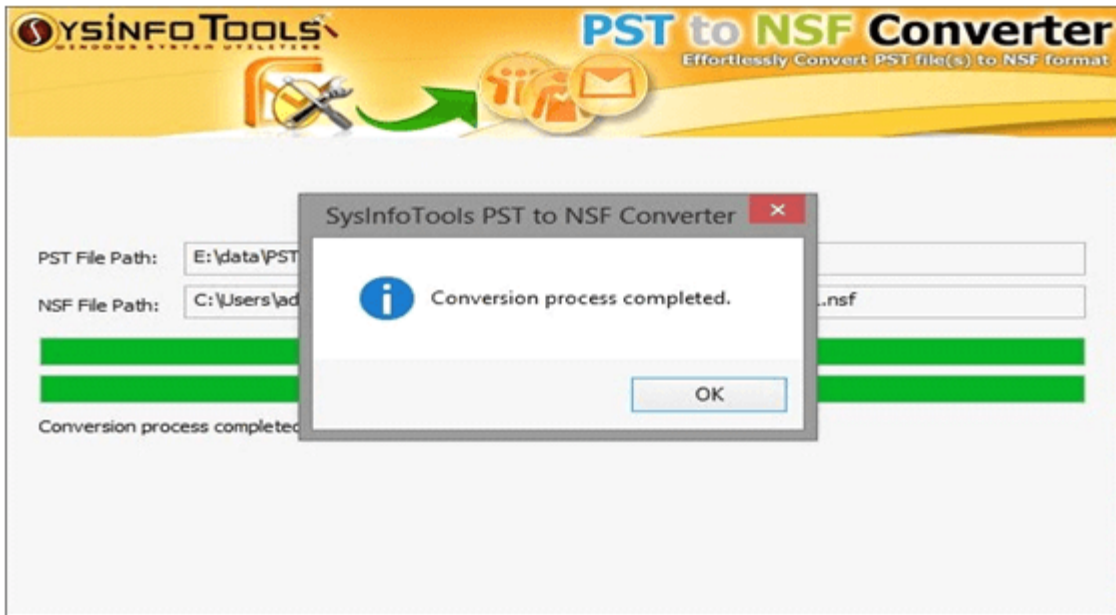 SYSINFO TOOLS
WINDOWS SYSTEM UTILITIES
PST to NSF Converter
Effortlessly Convert PST file(s) to NSF format
SysInfoTools PST to NSF Converter
PST File Path: E:\data\PST
Conversion process completed.
NSF File Path: C:\Users\ad .nsf
OK
Conversion process completed